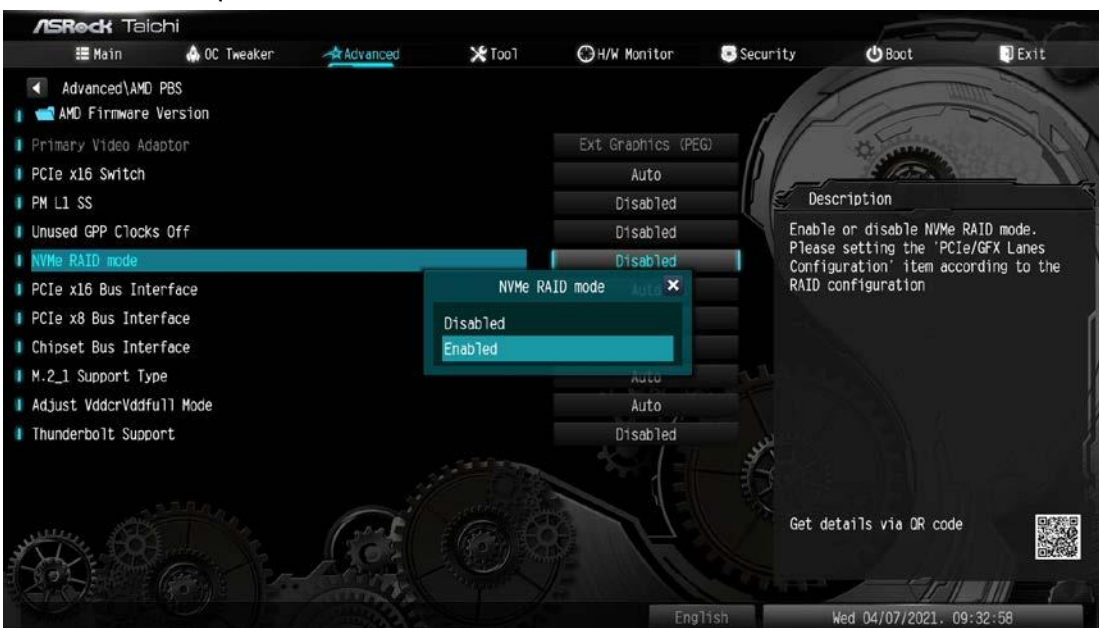 ASRock Taichi
Main OC Tweaker Advanced Tool H/W Monitor Security Boot Exit
Advanced\AMD PBS
AMD Firmware Version
Primary Video Adaptor Ext Graphics (PEG)
PCIe x16 Switch Auto
PM L1 SS Disabled
Unused GPP Clocks Off Disabled
NVMe RAID mode Disabled
PCIe x16 Bus Interface Auto
PCIe x8 Bus Interface
Chipset Bus Interface
M.2_1 Support Type Auto
Adjust VddcrVddfull Mode Auto
Thunderbolt Support Disabled
NVMe RAID mode
Disabled
Enabled
Description
Enable or disable NVMe RAID mode.
Please setting the 'PCIe/GFX Lanes
Configuration' item according to the
RAID configuration
Get details via QR code
English Wed 04/07/2021. 09:32:58